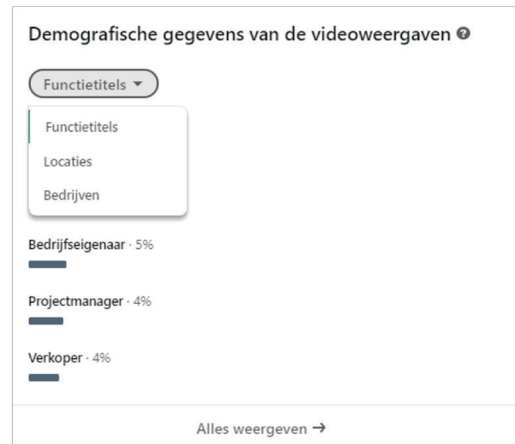 Demografische gegevens van de videoweergaven
Functietitels
Functietitels
Locaties
Bedrijven
Bedrijfseigenaar · 5%
Projectmanager · 4%
Verkoper · 4%
Alles weergeven →